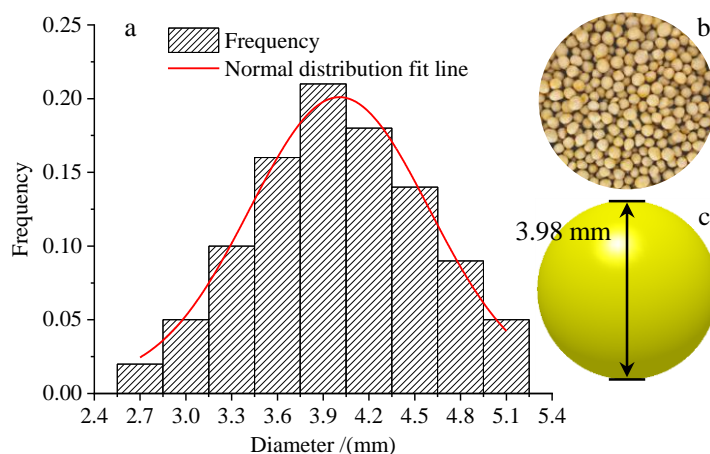 a
Frequency
Normal distribution fit line
0.25
0.20
0.15
0.10
0.05
0.00
Frequency
2.4 2.7 3.0 3.3 3.6 3.9 4.2 4.5 4.8 5.1 5.4
Diameter /(mm)
b
c
3.98 mm